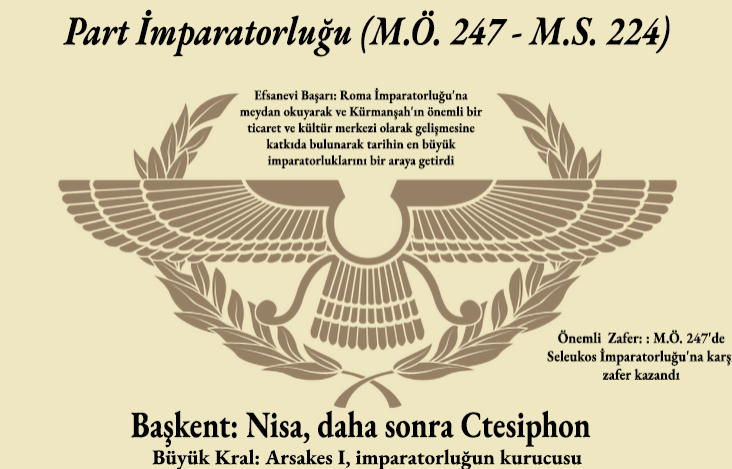 Part İmparatorluğu (M.Ö. 247 - M.S. 224)
Efsanevi Başarı: Roma İmparatorluğu'na
meydan okuyarak ve Kürmanşah'ın önemli bir
ticaret ve kültür merkezi olarak gelişmesine
katkıda bulunarak tarihin en büyük
imparatorluklarını bir araya getirdi
Önemli Zafer: : M.Ö. 247'de
Seleukos İmparatorluğu'na karş
zafer kazandı
Başkent: Nisa, daha sonra Ctesiphon
Büyük Kral: Arsakes I, imparatorluğun kurucusu